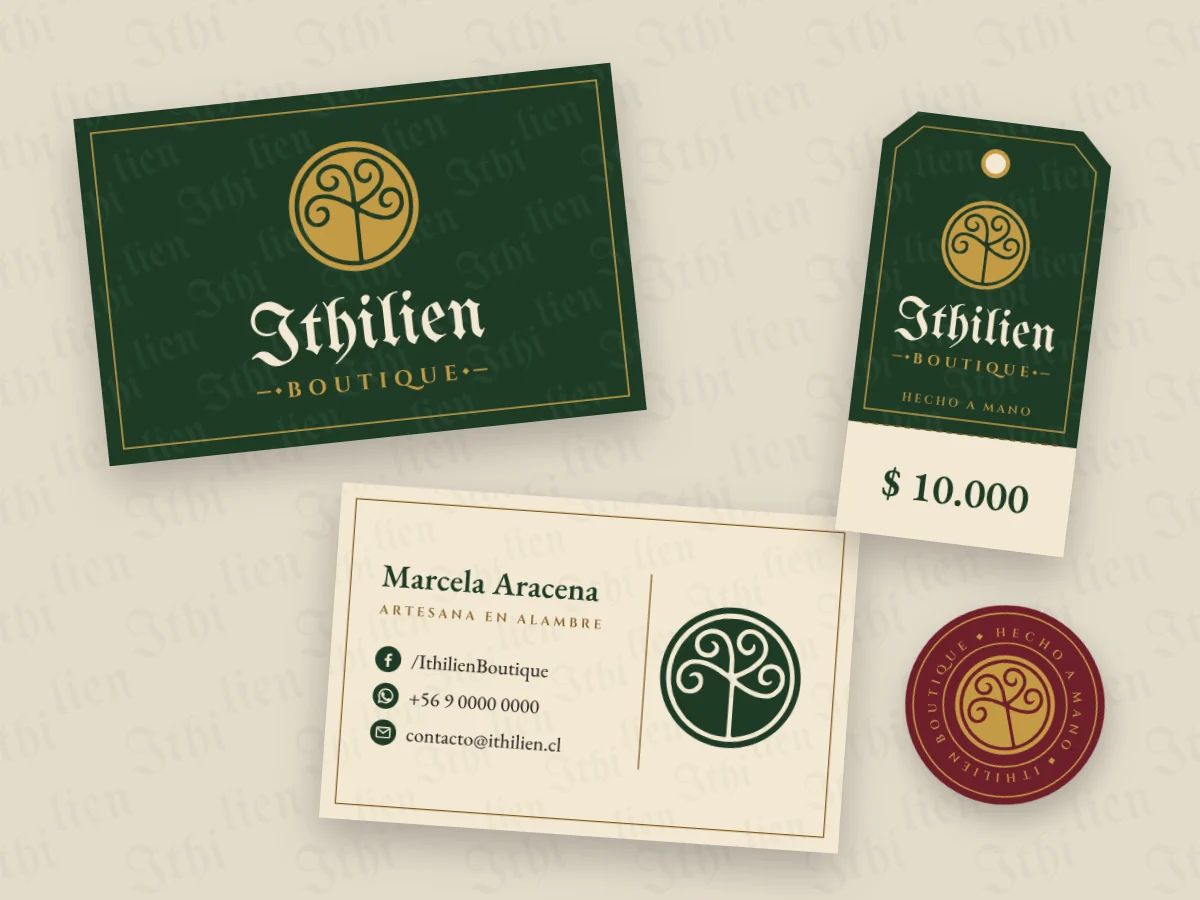 Ithilien
BOUTIQUE
Ithilien
BOUTIQUE
HECHO A MANO
$ 10.000
Marcela Aracena
ARTESANA EN ALAMBRE
/IthilienBoutique
+56 9 0000 0000
contacto@ithilien.cl
ITHILIEN BOUTIQUE ◆ HECHO A MANO ◆